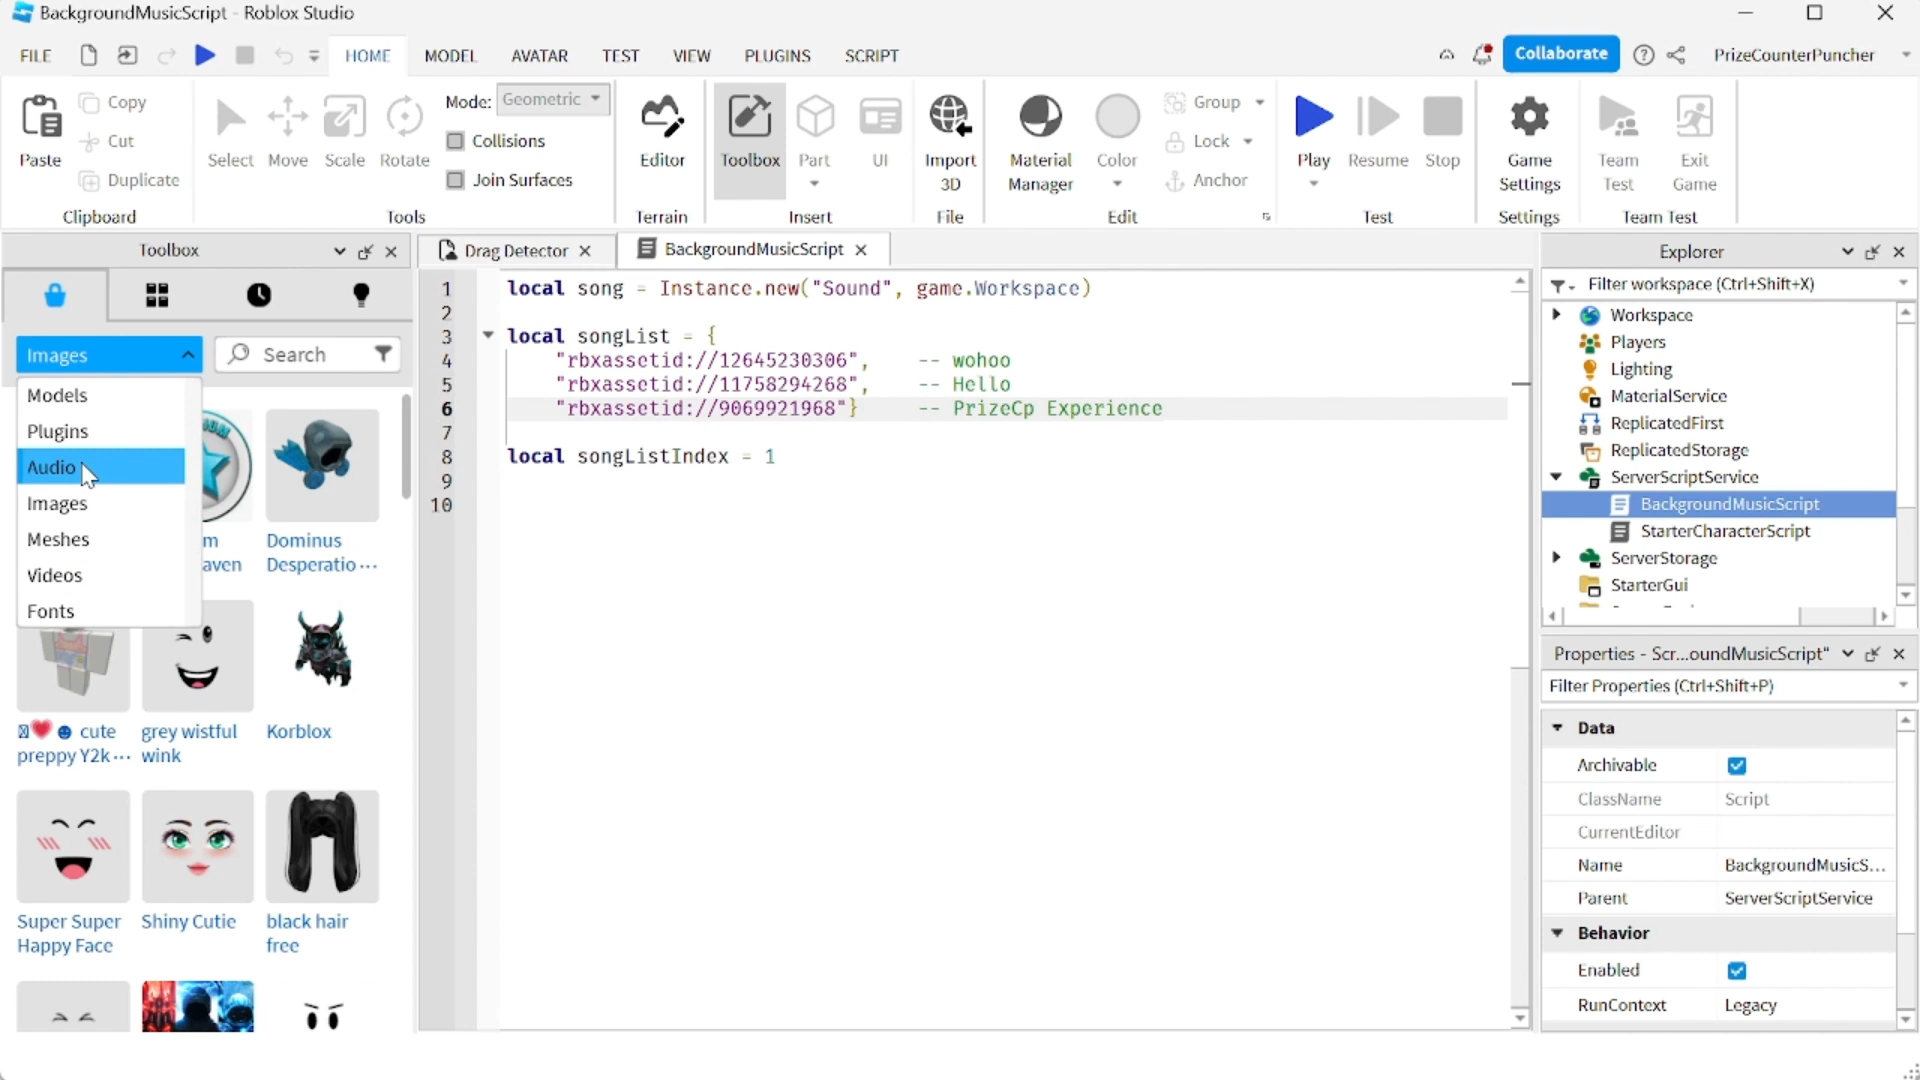 BackgroundMusicScript - Roblox Studio
FILE
HOME
MODEL
AVATAR
TEST
VIEW
PLUGINS
SCRIPT
Collaborate
PrizeCounterPuncher
Paste
Copy
Cut
Duplicate
Clipboard
Select
Move
Scale
Rotate
Mode: Geometric
Collisions
Join Surfaces
Tools
Editor
Terrain
Toolbox
Part
UI
Insert
Import
3D
File
Material
Manager
Color
Group
Lock
Anchor
Edit
Play
Resume
Stop
Test
Game
Settings
Settings
Team
Test
Exit
Game
Team Test
Toolbox
Images
Search
Models
Plugins
Audio
Images
Meshes
Videos
Fonts
m
aven
Dominus
Desperatio ···
cute
preppy Y2k ···
grey wistful
wink
Korblox
Super Super
Happy Face
Shiny Cutie
black hair
free
Drag Detector
BackgroundMusicScript
1 local song = Instance.new("Sound", game.Workspace)
2
3 local songList = {
4 "rbxassetid://12645230306", -- wohoo
5 "rbxassetid://11758294268", -- Hello
6 "rbxassetid://9069921968"} -- PrizeCp Experience
7
8 local songListIndex = 1
9
10
Explorer
Filter workspace (Ctrl+Shift+X)
Workspace
Players
Lighting
MaterialService
ReplicatedFirst
ReplicatedStorage
ServerScriptService
BackgroundMusicScript
StarterCharacterScript
ServerStorage
StarterGui
Properties - Scr...oundMusicScript"
Filter Properties (Ctrl+Shift+P)
Data
Archivable
ClassName Script
CurrentEditor
Name BackgroundMusicS...
Parent ServerScriptService
Behavior
Enabled
RunContext Legacy